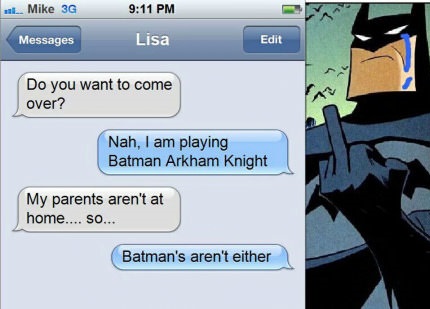 Mike 3G 9:11 PM
Messages Lisa Edit
Do you want to come
over?
Nah, I am playing
Batman Arkham Knight
My parents aren't at
home.... so...
Batman's aren't either